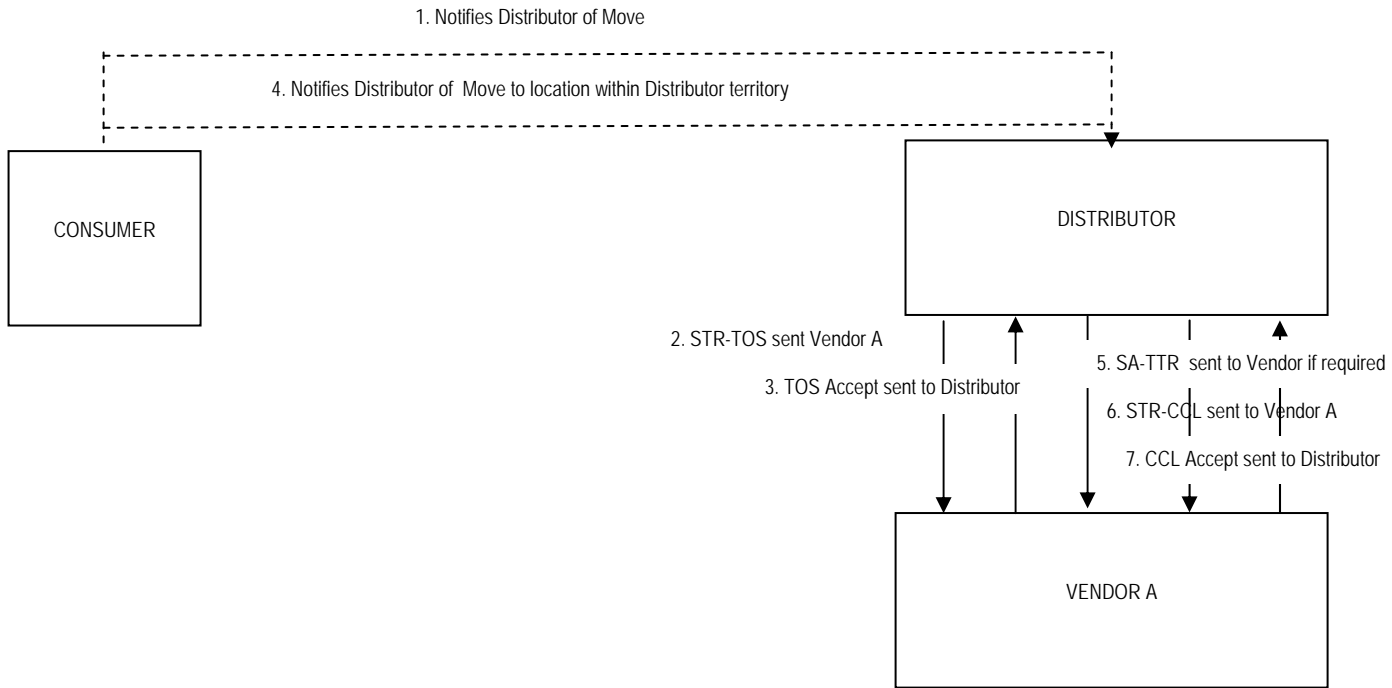 1. Notifies Distributor of Move
4. Notifies Distributor of Move to location within Distributor territory
CONSUMER
DISTRIBUTOR
2. STR-TOS sent Vendor A
3. TOS Accept sent to Distributor
5. SA-TTR sent to Vendor if required
6. STR-CCL sent to Vendor A
7. CCL Accept sent to Distributor
VENDOR A